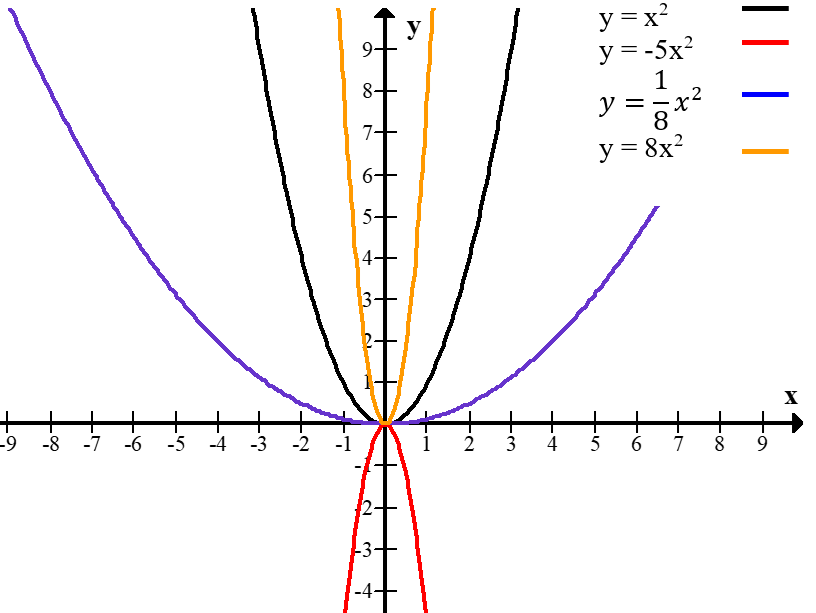 y
y = x²
y = -5x²
y = 1/8 x²
y = 8x²
9
8
7
6
5
4
3
2
1
x
-9 -8 -7 -6 -5 -4 -3 -2 -1 1 2 3 4 5 6 7 8 9
-1
-2
-3
-4